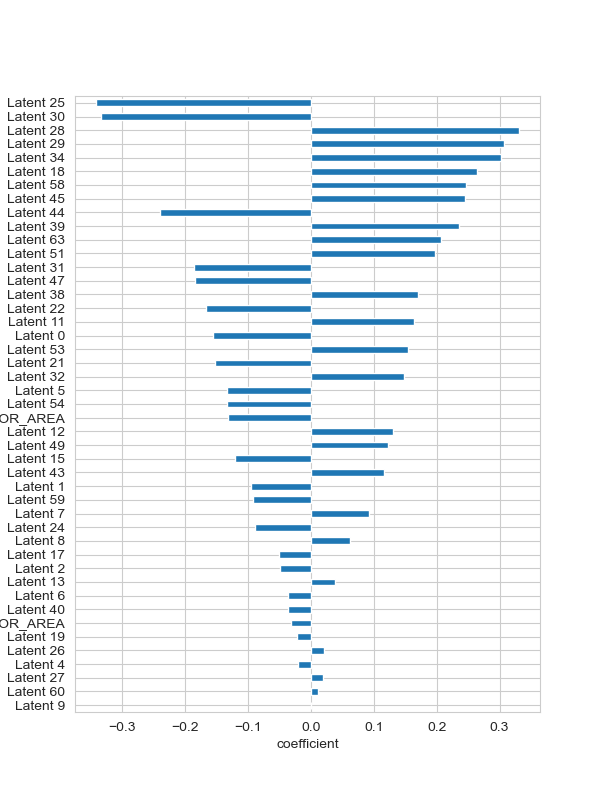 Latent 25
Latent 30
Latent 28
Latent 29
Latent 34
Latent 18
Latent 58
Latent 45
Latent 44
Latent 39
Latent 63
Latent 51
Latent 31
Latent 47
Latent 38
Latent 22
Latent 11
Latent 0
Latent 53
Latent 21
Latent 32
Latent 5
Latent 54
OR_AREA
Latent 12
Latent 49
Latent 15
Latent 43
Latent 1
Latent 59
Latent 7
Latent 24
Latent 8
Latent 17
Latent 2
Latent 13
Latent 6
Latent 40
OR_AREA
Latent 19
Latent 26
Latent 4
Latent 27
Latent 60
Latent 9
−0.3 −0.2 −0.1 0.0 0.1 0.2 0.3
coefficient